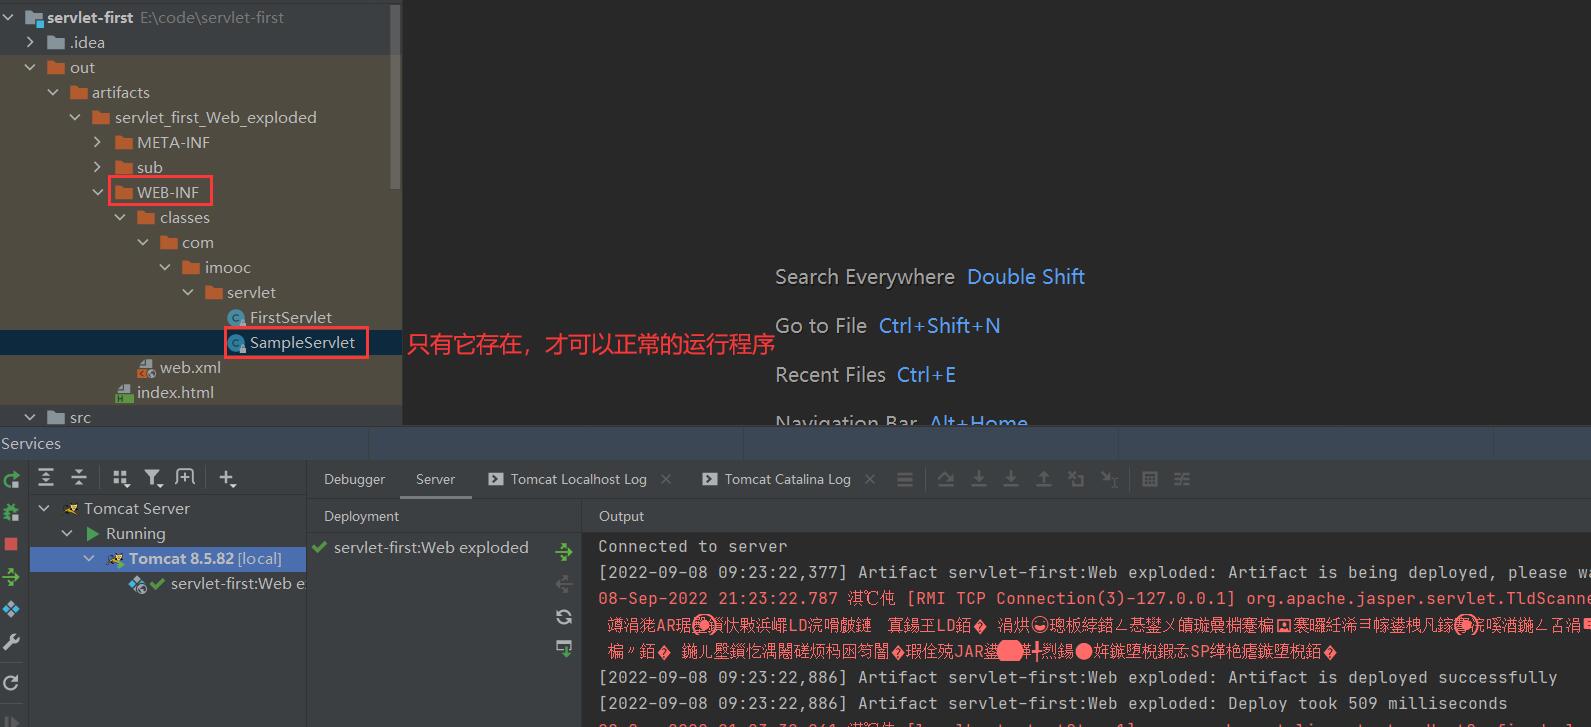 servlet-first E:\code\servlet-first
.idea
out
artifacts
servlet_first_Web_exploded
META-INF
sub
WEB-INF
classes
com
imooc
servlet
FirstServlet
SampleServlet
只有它存在，才可以正常的运行程序
web.xml
index.html
src
Search Everywhere Double Shift
Go to File Ctrl+Shift+N
Recent Files Ctrl+E
Navigation Bar Alt+Home
Services
Debugger Server Tomcat Localhost Log Tomcat Catalina Log
Tomcat Server
Running
Tomcat 8.5.82 [local]
servlet-first:Web e
Deployment
servlet-first:Web exploded
Output
Connected to server
[2022-09-08 09:23:22,377] Artifact servlet-first:Web exploded: Artifact is being deployed, please wa
08-Sep-2022 21:23:22.787 [RMI TCP Connection(3)-127.0.0.1] org.apache.jasper.servlet.TldScanne
[2022-09-08 09:23:22,886] Artifact servlet-first:Web exploded: Artifact is deployed successfully
[2022-09-08 09:23:22,886] Artifact servlet-first:Web exploded: Deploy took 509 milliseconds